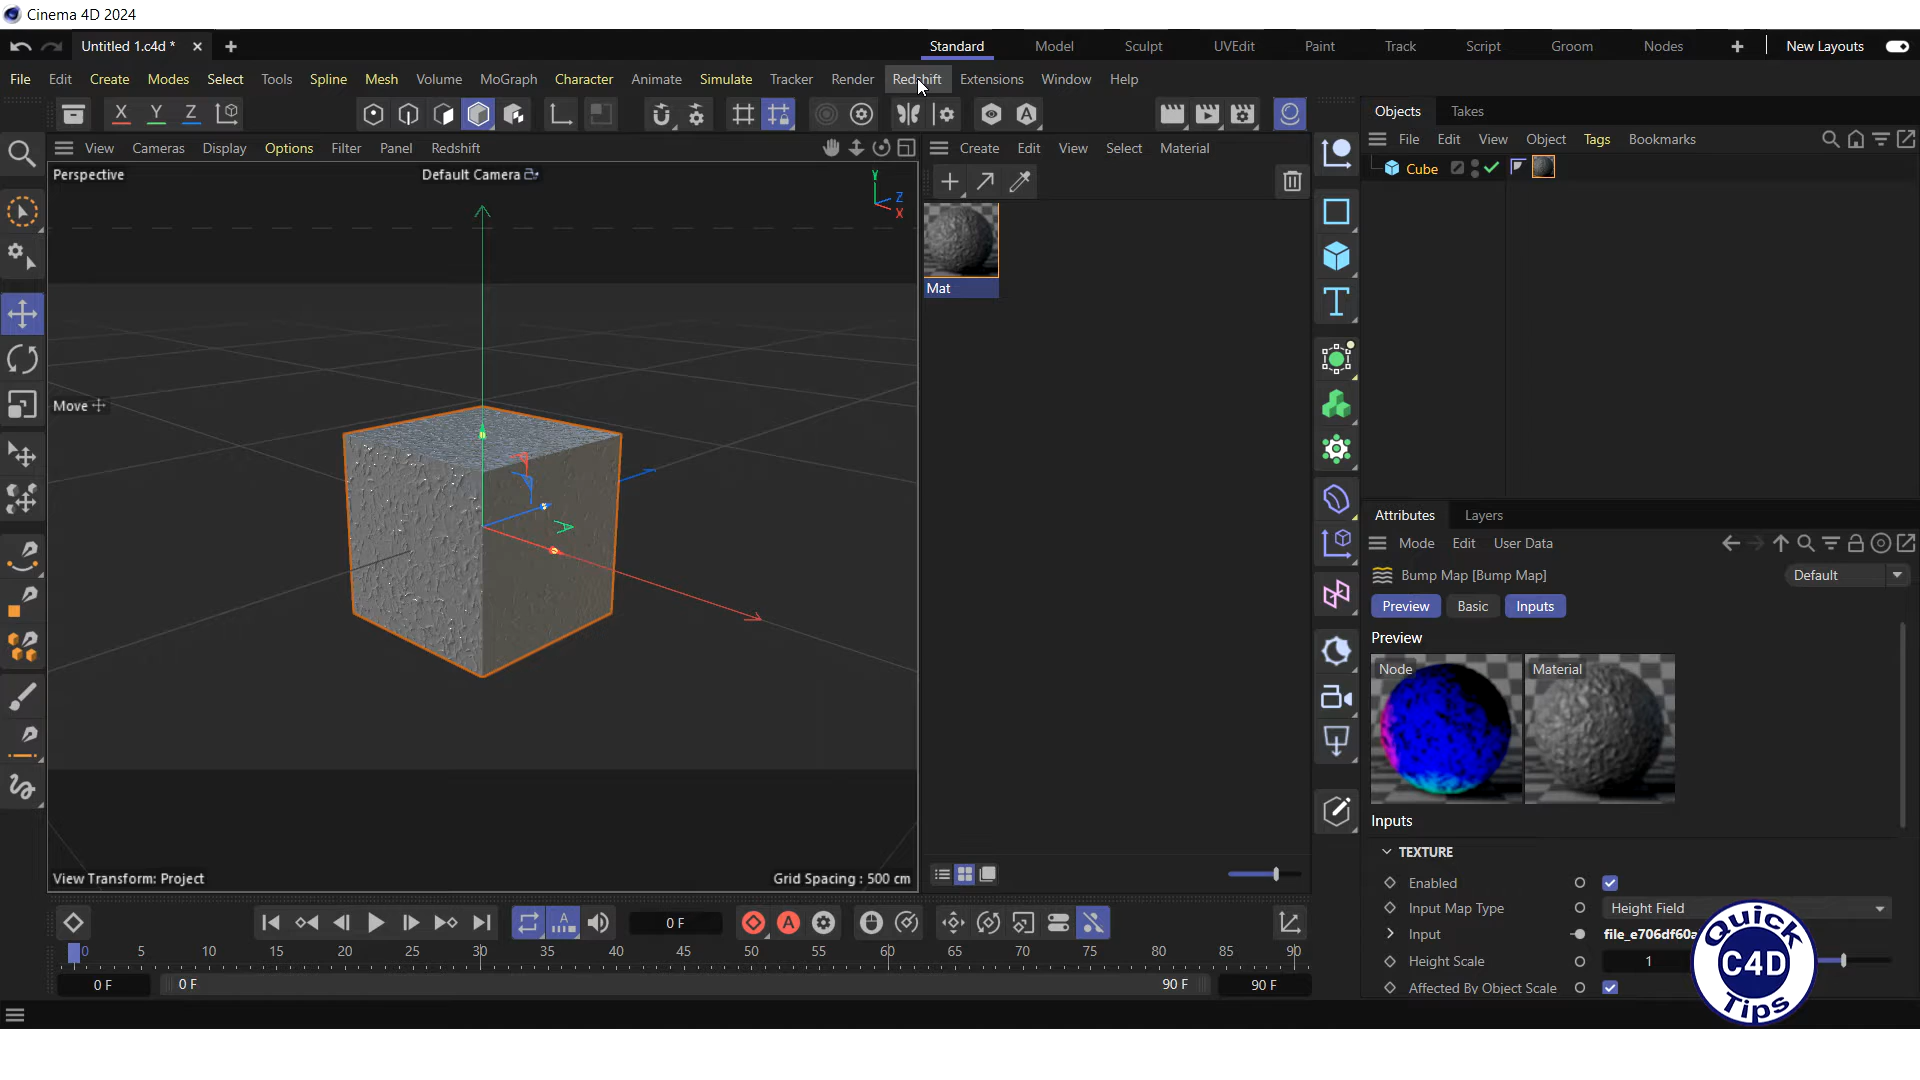 Cinema 4D 2024
Untitled 1.c4d *
Standard Model Sculpt UVEdit Paint Track Script Groom Nodes New Layouts
File Edit Create Modes Select Tools Spline Mesh Volume MoGraph Character Animate Simulate Tracker Render Redshift Extensions Window Help
X Y Z
Objects Takes
File Edit View Object Tags Bookmarks
View Cameras Display Options Filter Panel Redshift
Create Edit View Select Material
Perspective
Default Camera
Y
Z
X
Cube
Mat
Move
View Transform: Project
Grid Spacing : 500 cm
Attributes Layers
Mode Edit User Data
Bump Map [Bump Map]
Default
Preview Basic Inputs
Preview
Node
Material
Inputs
TEXTURE
Enabled
Input Map Type Height Field
Input file_e706df60a
Height Scale 1
Affected By Object Scale
0 F
0 5 10 15 20 25 30 35 40 45 50 55 60 65 70 75 80 85 90
0 F 0 F 90 F 90 F
Quick
C4D
Tips